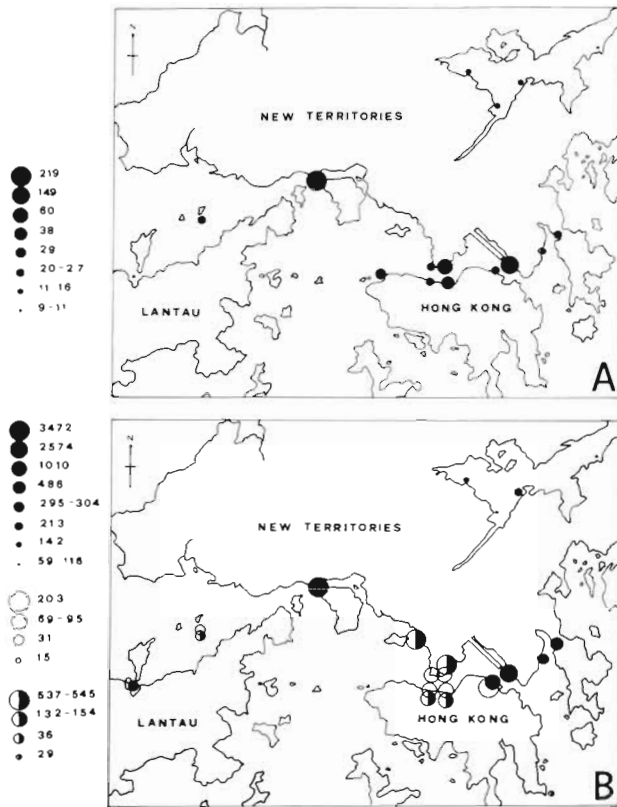 N
NEW TERRITORIES
219
149
60
38
29
20-27
11-16
9-11
LANTAU
HONG KONG
A
3472
2574
1010
486
295-304
213
142
59-116
203
69-95
31
15
537-545
132-154
36
29
N
NEW TERRITORIES
LANTAU
HONG KONG
B